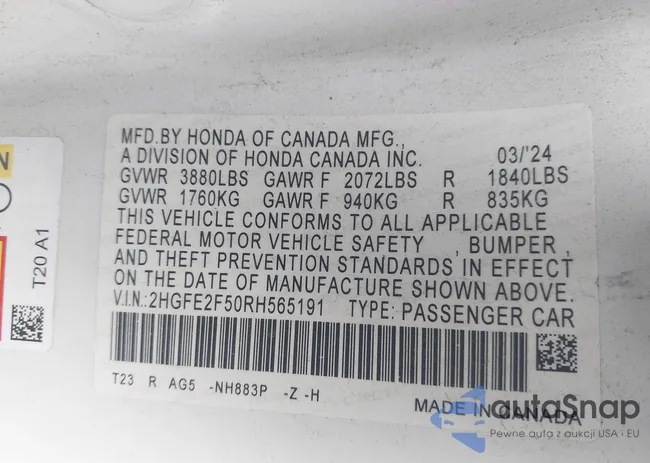 MFD.BY HONDA OF CANADA MFG.,
A DIVISION OF HONDA CANADA INC. 03/'24
GVWR 3880LBS GAWR F 2072LBS R 1840LBS
GVWR 1760KG GAWR F 940KG R 835KG
THIS VEHICLE CONFORMS TO ALL APPLICABLE
FEDERAL MOTOR VEHICLE SAFETY , BUMPER ,
AND THEFT PREVENTION STANDARDS IN EFFECT
ON THE DATE OF MANUFACTURE SHOWN ABOVE.
V.I.N.:2HGFE2F50RH565191 TYPE: PASSENGER CAR
T23 R AG5 -NH883P -Z -H
MADE IN CANADA
T20 A1
N
autoSnap
Pewne auta z aukcji USA i EU